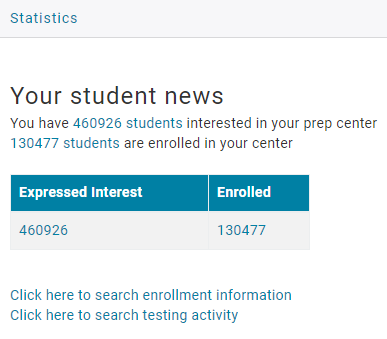 Statistics
Your student news
You have 460926 students interested in your prep center
130477 students are enrolled in your center
Expressed Interest Enrolled
460926 130477
Click here to search enrollment information
Click here to search testing activity